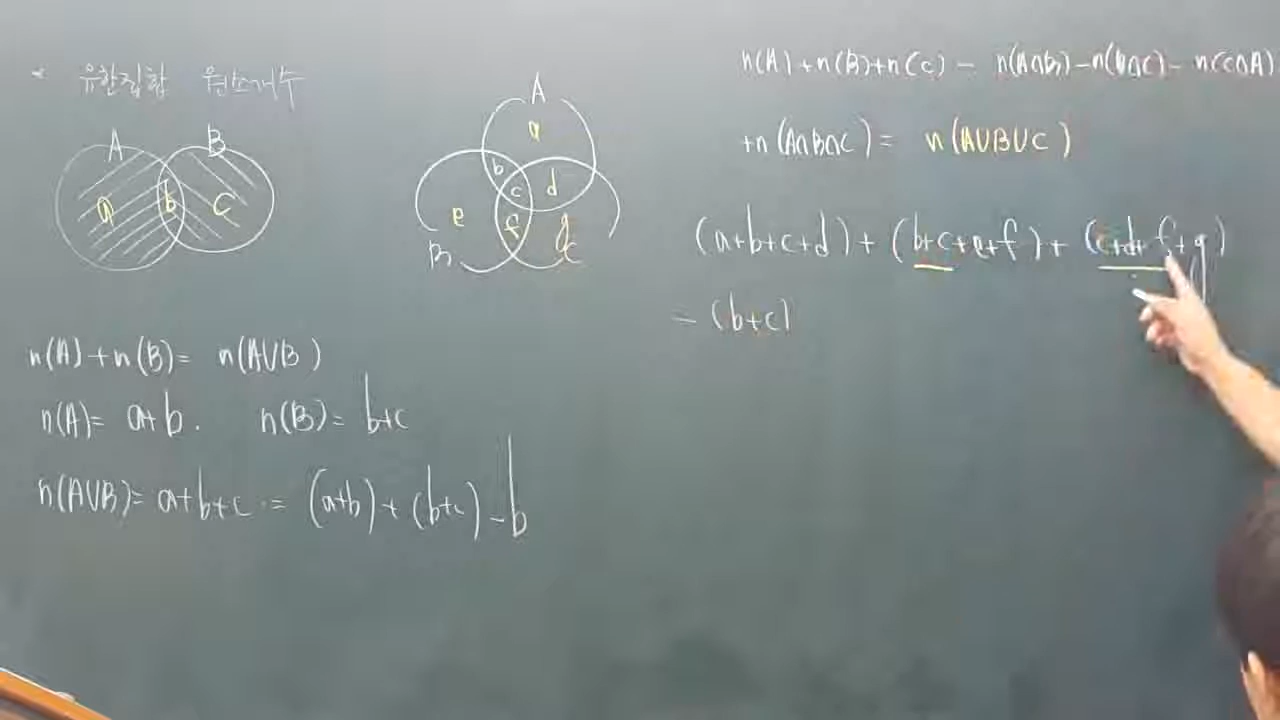 * 유한집합 원소개수
A B
a b c
A
a
b
c d
e f g
B C
n(A)+n(B)= n(A∪B)
n(A)= a+b. n(B)= b+c
n(A∪B)= a+b+c = (a+b)+(b+c)-b
n(A)+n(B)+n(C)- n(A∩B)-n(B∩C)- n(C∩A)
+n(A∩B∩C)= n(A∪B∪C)
(a+b+c+d)+(b+c+e+f)+(c+d+f+g)
-(b+c)